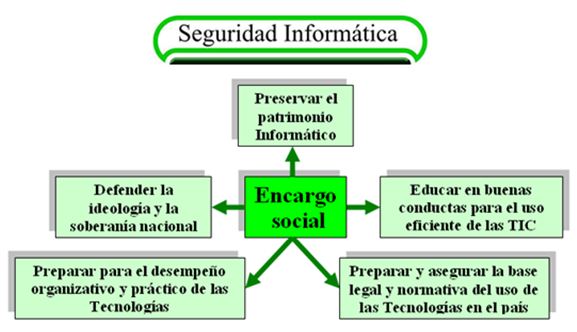 Seguridad Informática
Preservar el
patrimonio
Informático
Defender la
ideología y la
soberanía nacional
Encargo
social
Educar en buenas
conductas para el uso
eficiente de las TIC
Preparar para el desempeño
organizativo y práctico de las
Tecnologías
Preparar y asegurar la base
legal y normativa del uso de
las Tecnologías en el país